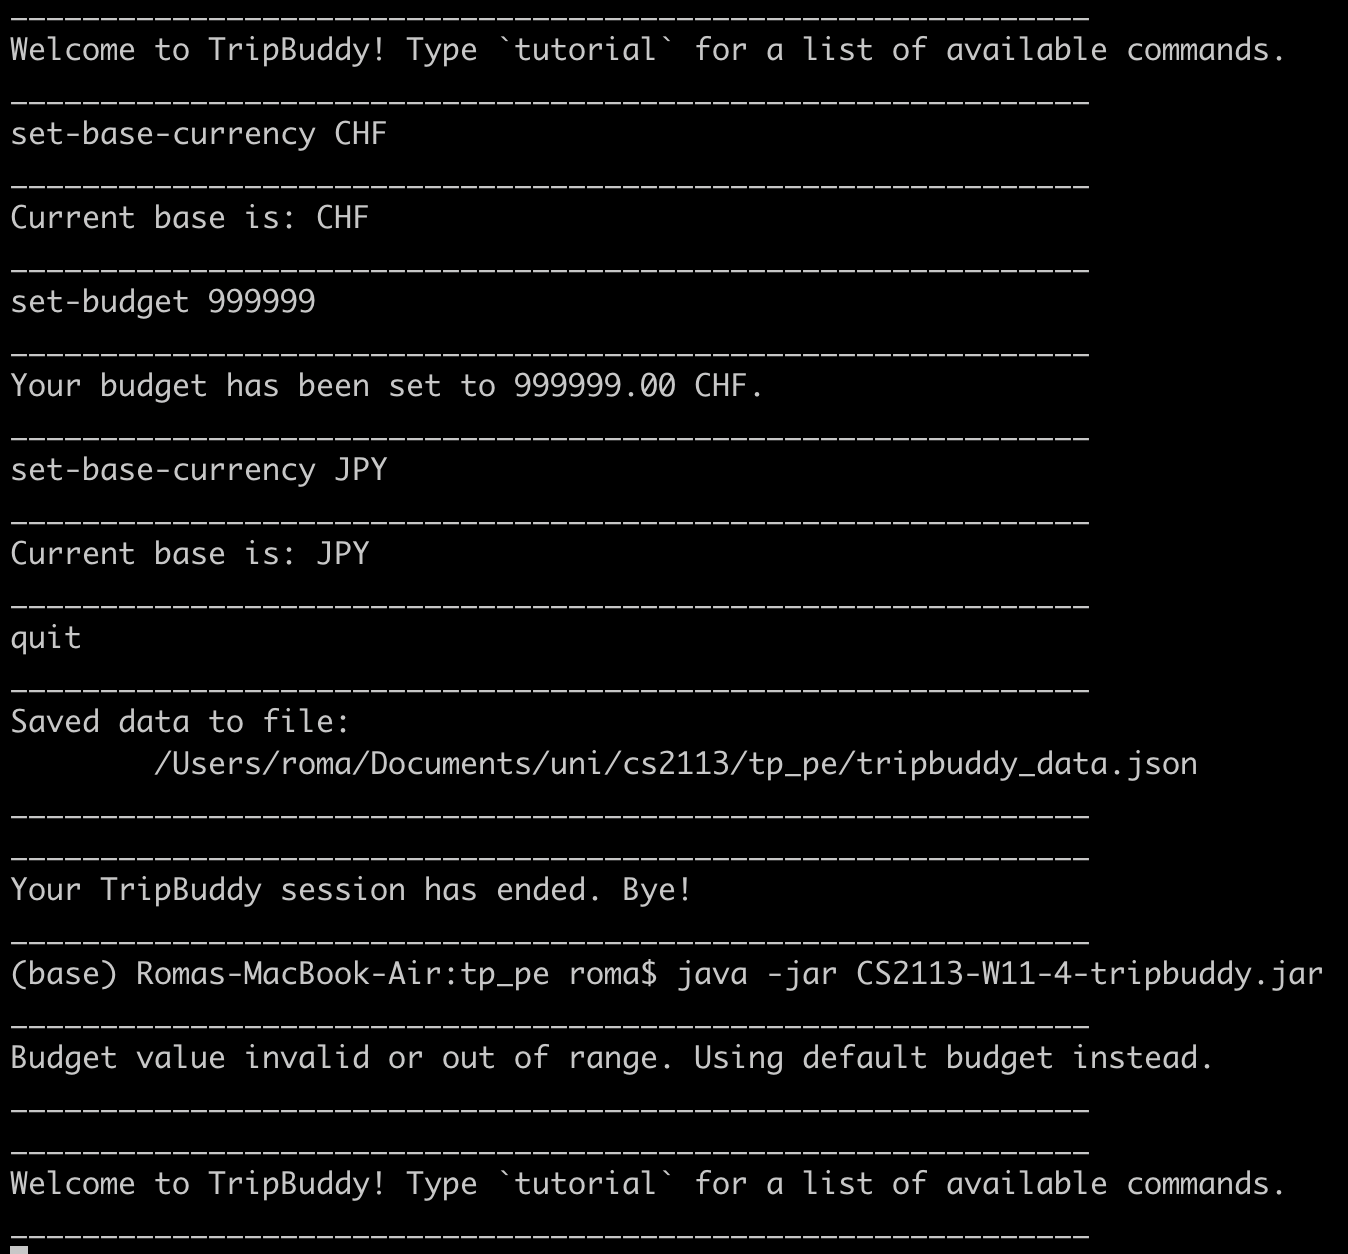 ____________________________________________________________
Welcome to TripBuddy! Type `tutorial` for a list of available commands.
____________________________________________________________
set-base-currency CHF
____________________________________________________________
Current base is: CHF
____________________________________________________________
set-budget 999999
____________________________________________________________
Your budget has been set to 999999.00 CHF.
____________________________________________________________
set-base-currency JPY
____________________________________________________________
Current base is: JPY
____________________________________________________________
quit
____________________________________________________________
Saved data to file:
        /Users/roma/Documents/uni/cs2113/tp_pe/tripbuddy_data.json
____________________________________________________________
____________________________________________________________
Your TripBuddy session has ended. Bye!
____________________________________________________________
(base) Romas-MacBook-Air:tp_pe roma$ java -jar CS2113-W11-4-tripbuddy.jar
____________________________________________________________
Budget value invalid or out of range. Using default budget instead.
____________________________________________________________
____________________________________________________________
Welcome to TripBuddy! Type `tutorial` for a list of available commands.
____________________________________________________________